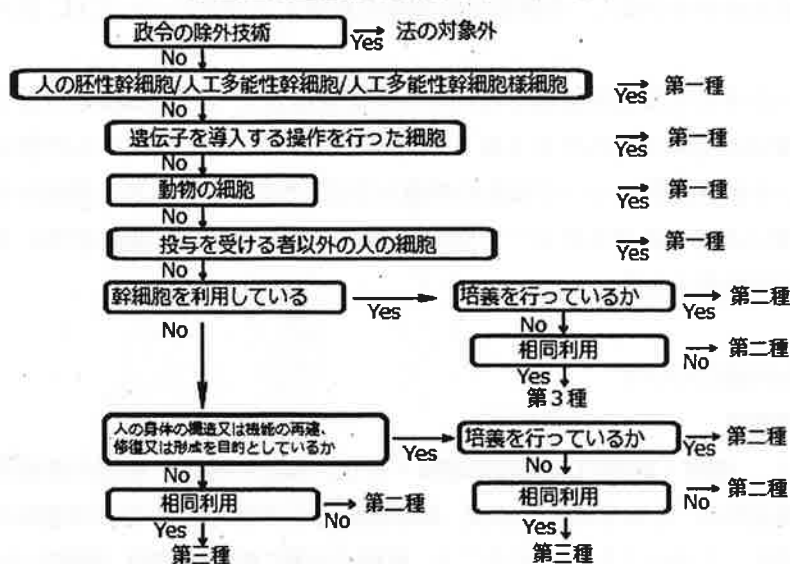 政令の除外技術 Yes 法の対象外
No
人の胚性幹細胞/人工多能性幹細胞/人工多能性幹細胞様細胞 Yes 第一種
No
遺伝子を導入する操作を行った細胞 Yes 第一種
No
動物の細胞 Yes 第一種
No
投与を受ける者以外の人の細胞 Yes 第一種
No
幹細胞を利用している Yes 培義を行っているか Yes 第二種
No No
相同利用 No 第二種
Yes
第3種
人の身体の構造又は機能の再建、
修復又は形成を目的としているか Yes 培義を行っているか Yes 第二種
No No
相同利用 No 第二種 相同利用 No 第二種
Yes Yes
第三種 第三種